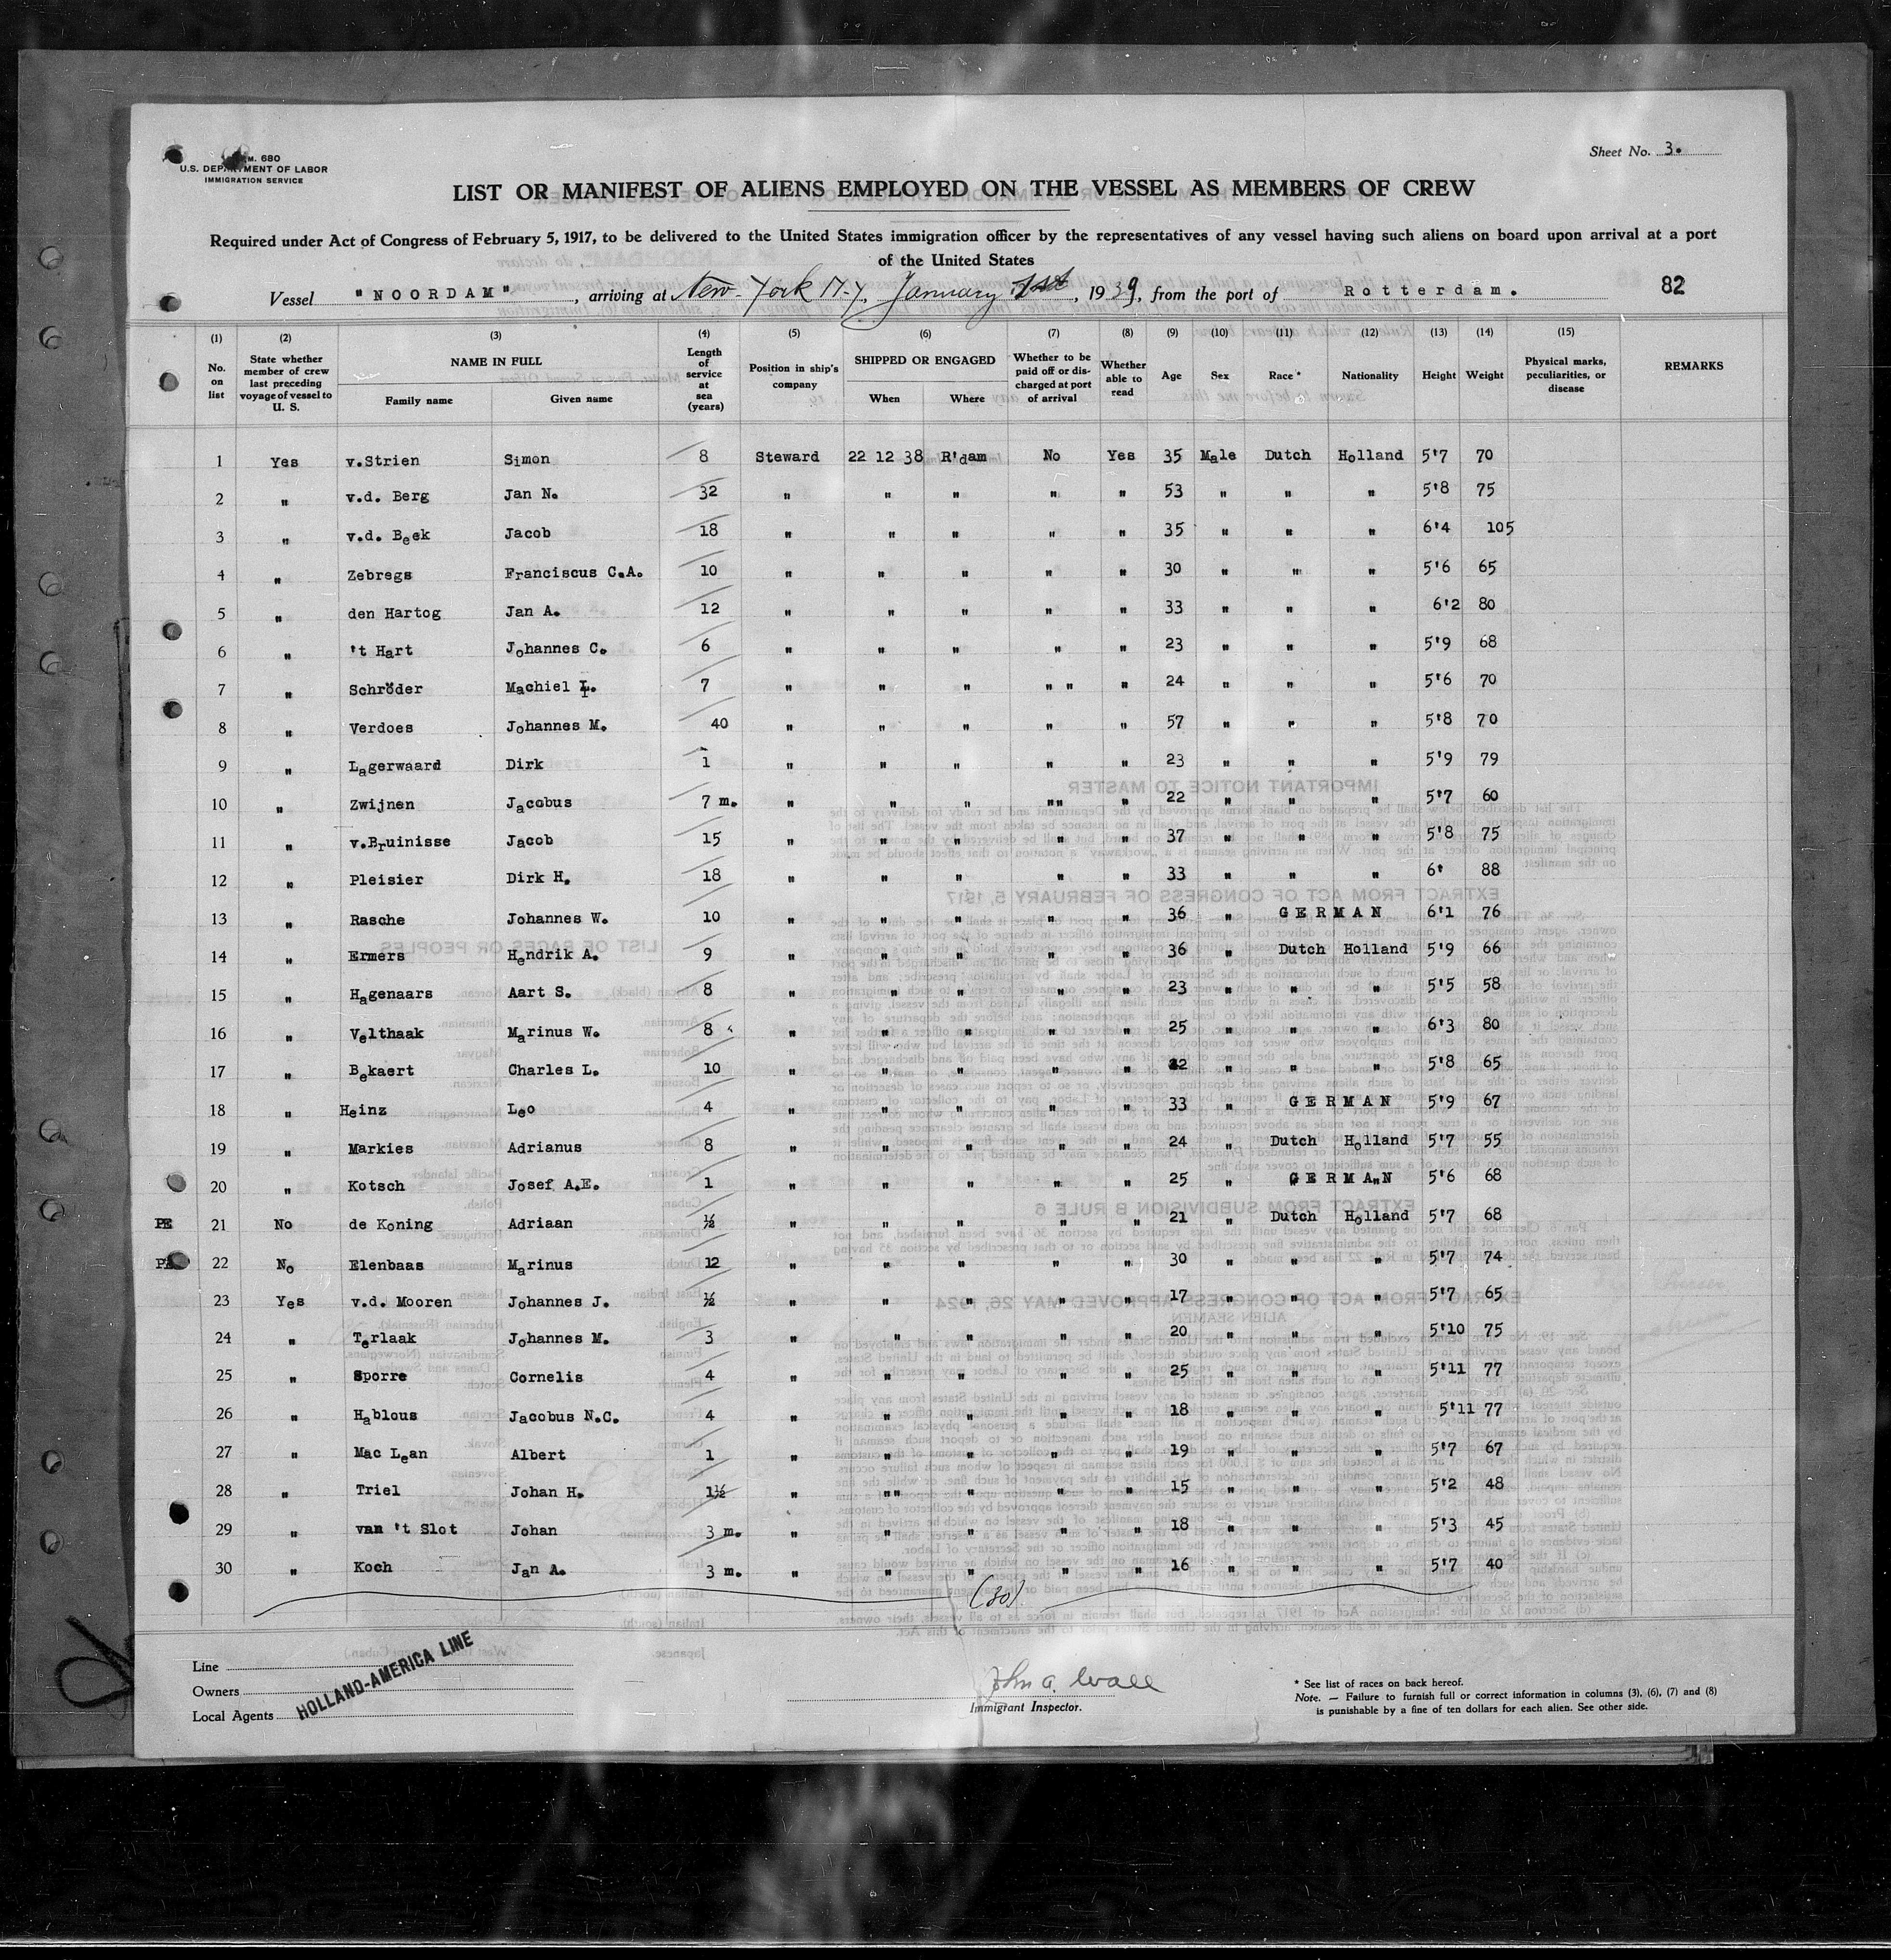 FORM. 680
U.S. DEPARTMENT OF LABOR
IMMIGRATION SERVICE
Sheet No. 3.
LIST OR MANIFEST OF ALIENS EMPLOYED ON THE VESSEL AS MEMBERS OF CREW
Required under Act of Congress of February 5, 1917, to be delivered to the United States immigration officer by the representatives of any vessel having such aliens on board upon arrival at a port
of the United States
Vessel "NOORDAM", arriving at New-York N-Y, January 1st, 1939, from the port of Rotterdam. 82
(1) (2) (3) (4) (5) (6) (7) (8) (9) (10) (11) (12) (13) (14) (15)
No. on list | State whether member of crew last preceding voyage of vessel to U. S. | NAME IN FULL Family name Given name | Length of service at sea (years) | Position in ship's company | SHIPPED OR ENGAGED When Where | Whether to be paid off or discharged at port of arrival | Whether able to read | Age | Sex | Race * | Nationality | Height | Weight | Physical marks, peculiarities, or disease | REMARKS
1 Yes v.Strien Simon 8 Steward 22 12 38 R'dam No Yes 35 Male Dutch Holland 5'7 70
2 " v.d. Berg Jan N. 32 " " " " " 53 " " " 5'8 75
3 " v.d. Beek Jacob 18 " " " " " 35 " " " 6'4 105
4 " Zebregs Franciscus C.A. 10 " " " " " 30 " " " 5'6 65
5 " den Hartog Jan A. 12 " " " " " 33 " " " 6'2 80
6 " 't Hart Johannes C. 6 " " " " " 23 " " " 5'9 68
7 " Schröder Machiel L. 7 " " " " " " 24 " " " 5'6 70
8 " Verdoes Johannes M. 40 " " " " " 57 " " " 5'8 70
9 " Lagerwaard Dirk 1 " " " " " 23 " " " 5'9 79
10 " Zwijnen Jacobus 7 m. " " " "" " 22 " " " 5'7 60
11 " v.Bruinisse Jacob 15 " " " " " 37 " " " 5'8 75
12 " Pleisier Dirk H. 18 " " " " " 33 " " " 6' 88
13 " Rasche Johannes W. 10 " " " " " 36 " GERMAN 6'1 76
14 " Ermers Hendrik A. 9 " " " " " 36 " Dutch Holland 5'9 66
15 " Hagenaars Aart S. 8 " " " " " 23 " " " 5'5 58
16 " Velthaak Marinus W. 8 " " " " " 25 " " " 6'3 80
17 " Bekaert Charles L. 10 " " " " " " " " 5'8 65
18 " Heinz Leo 4 " " " " " 33 " GERMAN 5'9 67
19 " Markies Adrianus 8 " " " " " 24 " Dutch Holland 5'7 55
20 " Kotsch Josef A.E. 1 " " " " " 25 " GERMAN 5'6 68
PE 21 No de Koning Adriaan ½ " " " " " 21 " Dutch Holland 5'7 68
22 No Elenbaas Marinus 12 " " " " " 30 " " " 5'7 74
23 Yes v.d. Mooren Johannes J. ½ " " " " " 17 " " " 5'7 65
24 " Terlaak Johannes M. 3 " " " " " 20 " " " 5'10 75
25 " Sporre Cornelis 4 " " " " " 25 " " " 5'11 77
26 " Hablous Jacobus N.C. 4 " " " " " 18 " " " 5'11 77
27 " Mac Lean Albert 1 " " " " " 19 " " " 5'7 67
28 " Triel Johan H. 1½ " "" " " " 15 " " " 5'2 48
29 " van 't Slot Johan 3 m. " " " " " 18 " " " 5'3 45
30 " Koch Jan A. 3 m. " " " " " 16 " " " 5'7 40
(30)
Line
Owners
Local Agents
HOLLAND-AMERICA LINE
John A. Wall
Immigrant Inspector.
* See list of races on back hereof.
Note. — Failure to furnish full or correct information in columns (3), (6), (7) and (8)
is punishable by a fine of ten dollars for each alien. See other side.